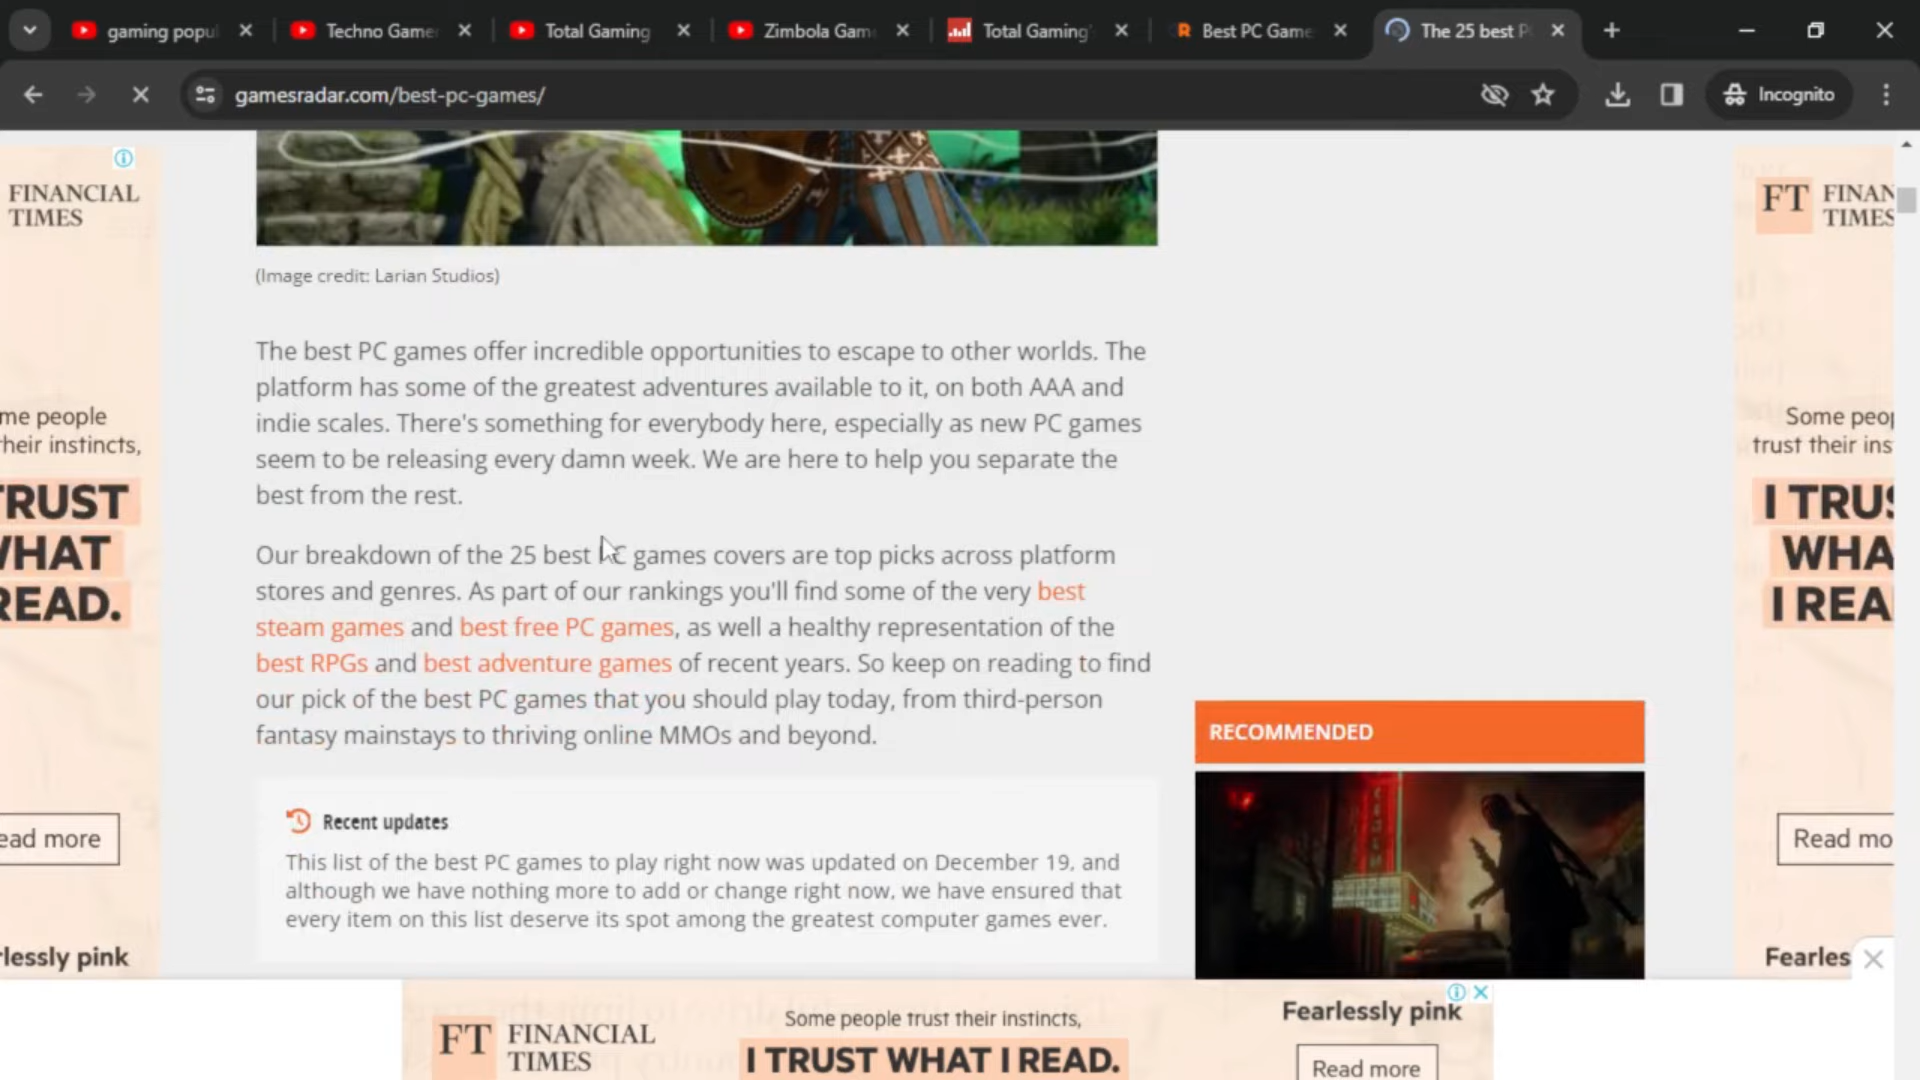 gaming popu
Techno Game
Total Gaming
Zimbola Gam
Total Gaming'
Best PC Game
The 25 best P
gamesradar.com/best-pc-games/
Incognito
FINANCIAL
TIMES
me people
their instincts,
TRUST
WHAT
READ.
ead more
rlessly pink
(Image credit: Larian Studios)
The best PC games offer incredible opportunities to escape to other worlds. The
platform has some of the greatest adventures available to it, on both AAA and
indie scales. There's something for everybody here, especially as new PC games
seem to be releasing every damn week. We are here to help you separate the
best from the rest.
Our breakdown of the 25 best PC games covers are top picks across platform
stores and genres. As part of our rankings you'll find some of the very best
steam games and best free PC games, as well a healthy representation of the
best RPGs and best adventure games of recent years. So keep on reading to find
our pick of the best PC games that you should play today, from third-person
fantasy mainstays to thriving online MMOs and beyond.
Recent updates
This list of the best PC games to play right now was updated on December 19, and
although we have nothing more to add or change right now, we have ensured that
every item on this list deserve its spot among the greatest computer games ever.
RECOMMENDED
FT FINAN
TIMES
Some peop
trust their ins
I TRUS
WHA
I REA
Read mo
Fearles
FT FINANCIAL
TIMES
Some people trust their instincts,
I TRUST WHAT I READ.
Fearlessly pink
Read more